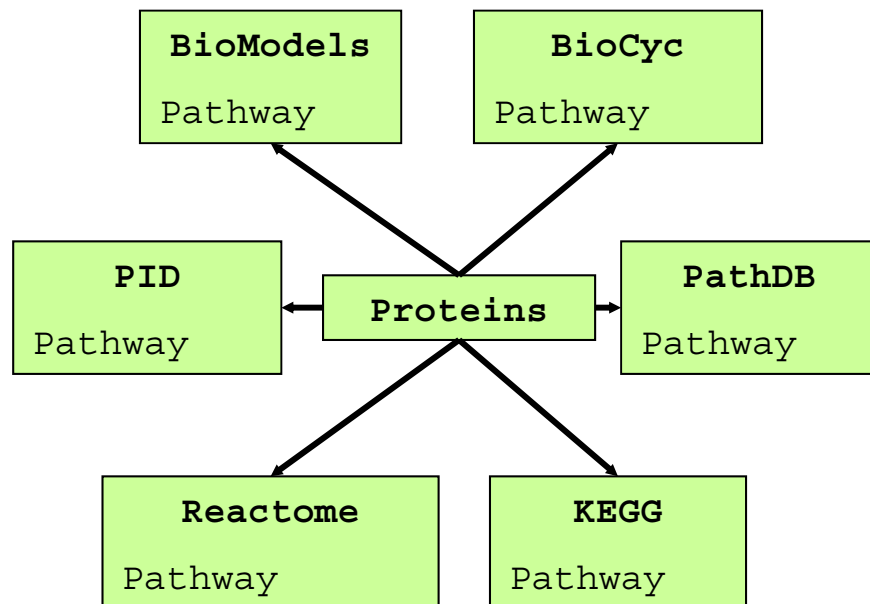 BioModels
Pathway
BioCyc
Pathway
PID
Pathway
Proteins
PathDB
Pathway
Reactome
Pathway
KEGG
Pathway